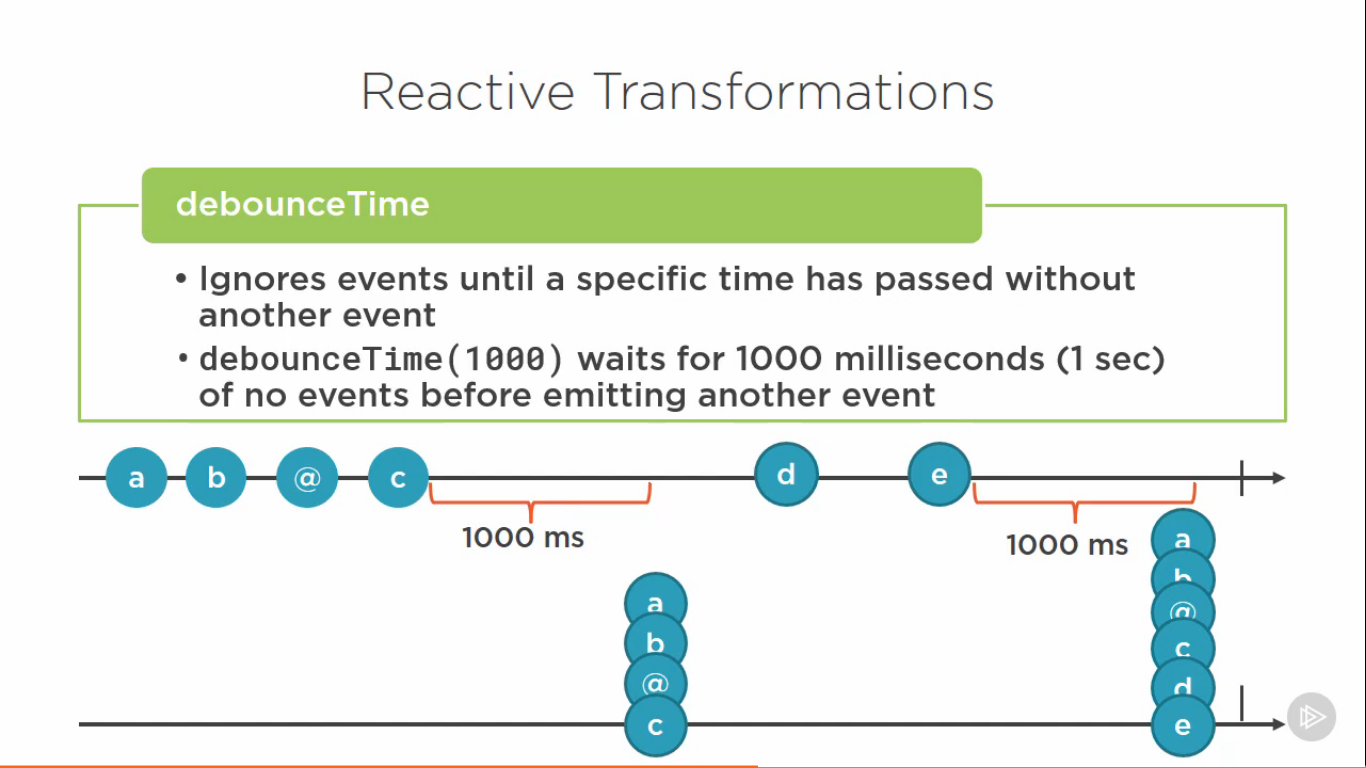 Reactive Transformations
debounceTime
• Ignores events until a specific time has passed without
another event
• debounceTime(1000) waits for 1000 milliseconds (1 sec)
of no events before emitting another event
a b @ c d e
1000 ms
1000 ms
a
b
@
c
a
b
@
c
d
e